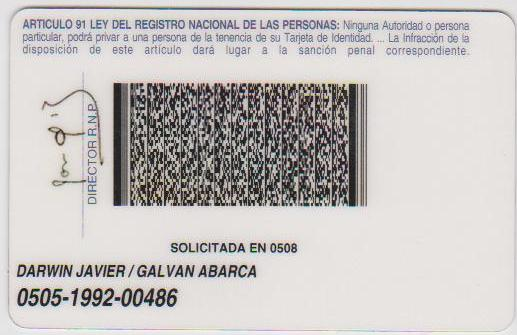 ARTICULO 91 LEY DEL REGISTRO NACIONAL DE LAS PERSONAS: Ninguna Autoridad o persona
particular, podrá privar a una persona de la tenencia de su Tarjeta de Identidad. ... La Infracción de la
disposición de este artículo dará lugar a la sanción penal correspondiente.
DIRECTOR R.N.P.
SOLICITADA EN 0508
DARWIN JAVIER / GALVAN ABARCA
0505-1992-00486